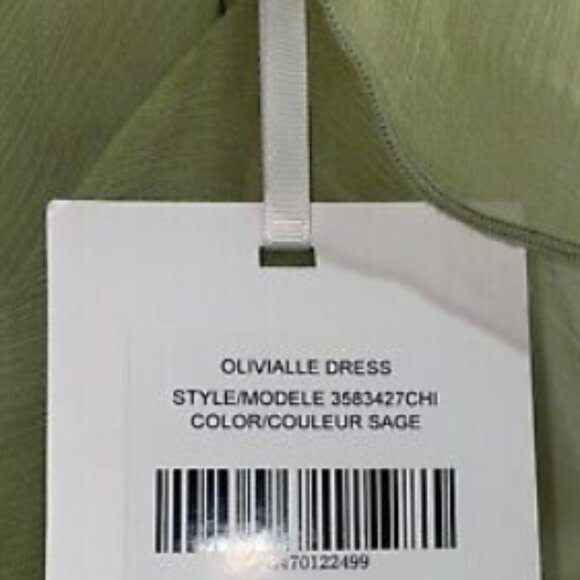 OLIVIALLE DRESS
STYLE/MODELE 3583427CHI
COLOR/COULEUR SAGE